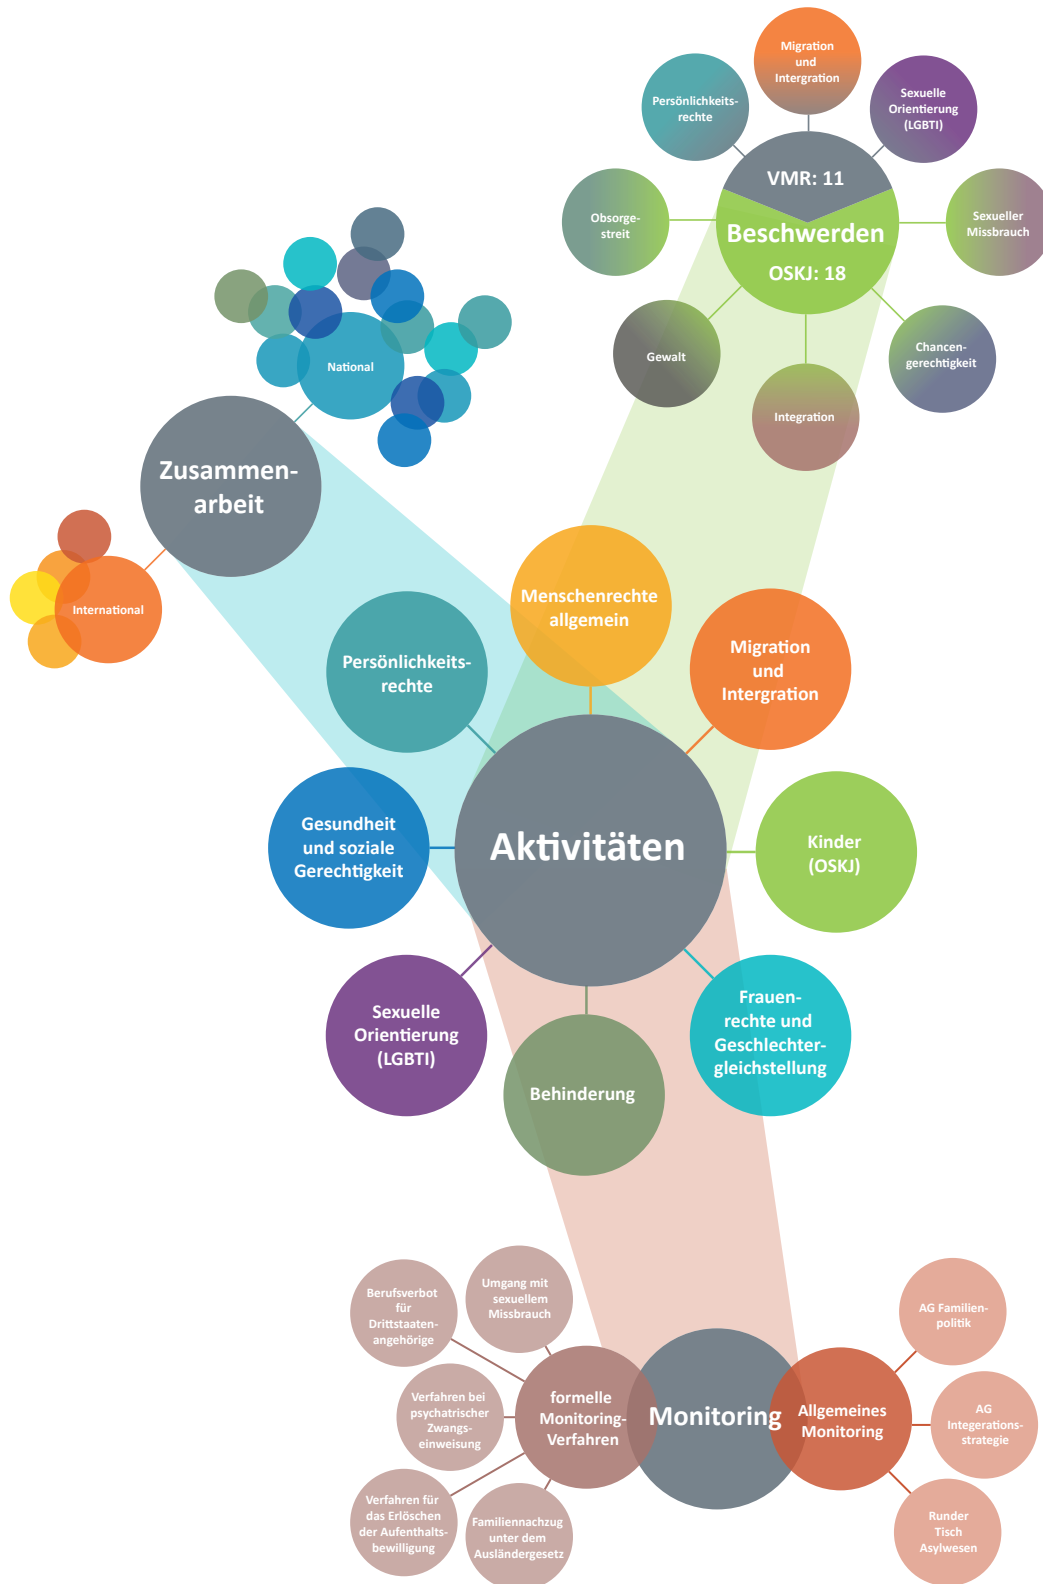 Migration
und
Intergration
Persönlichkeits-
rechte
Sexuelle
Orientierung
(LGBTI)
VMR: 11
Obsorge-
streit
Sexueller
Missbrauch
Beschwerden
OSKJ: 18
Gewalt
Chancen-
gerechtigkeit
Integration
National
Zusammen-
arbeit
International
Menschenrechte
allgemein
Persönlichkeits-
rechte
Migration
und
Intergration
Gesundheit
und soziale
Gerechtigkeit
Aktivitäten
Kinder
(OSKJ)
Sexuelle
Orientierung
(LGBTI)
Frauen-
rechte und
Geschlechter-
gleichstellung
Behinderung
Berufsverbot
für
Drittstaaten-
angehörige
Umgang mit
sexuellem
Missbrauch
AG Familien-
politik
Verfahren bei
psychatrischer
Zwangs-
einweisung
formelle
Monitoring-
Verfahren
Monitoring
Allgemeines
Monitoring
AG
Integerations-
strategie
Verfahren für
das Erlöschen
der Aufenthalts-
bewilligung
Familiennachzug
unter dem
Ausländergesetz
Runder
Tisch
Asylwesen